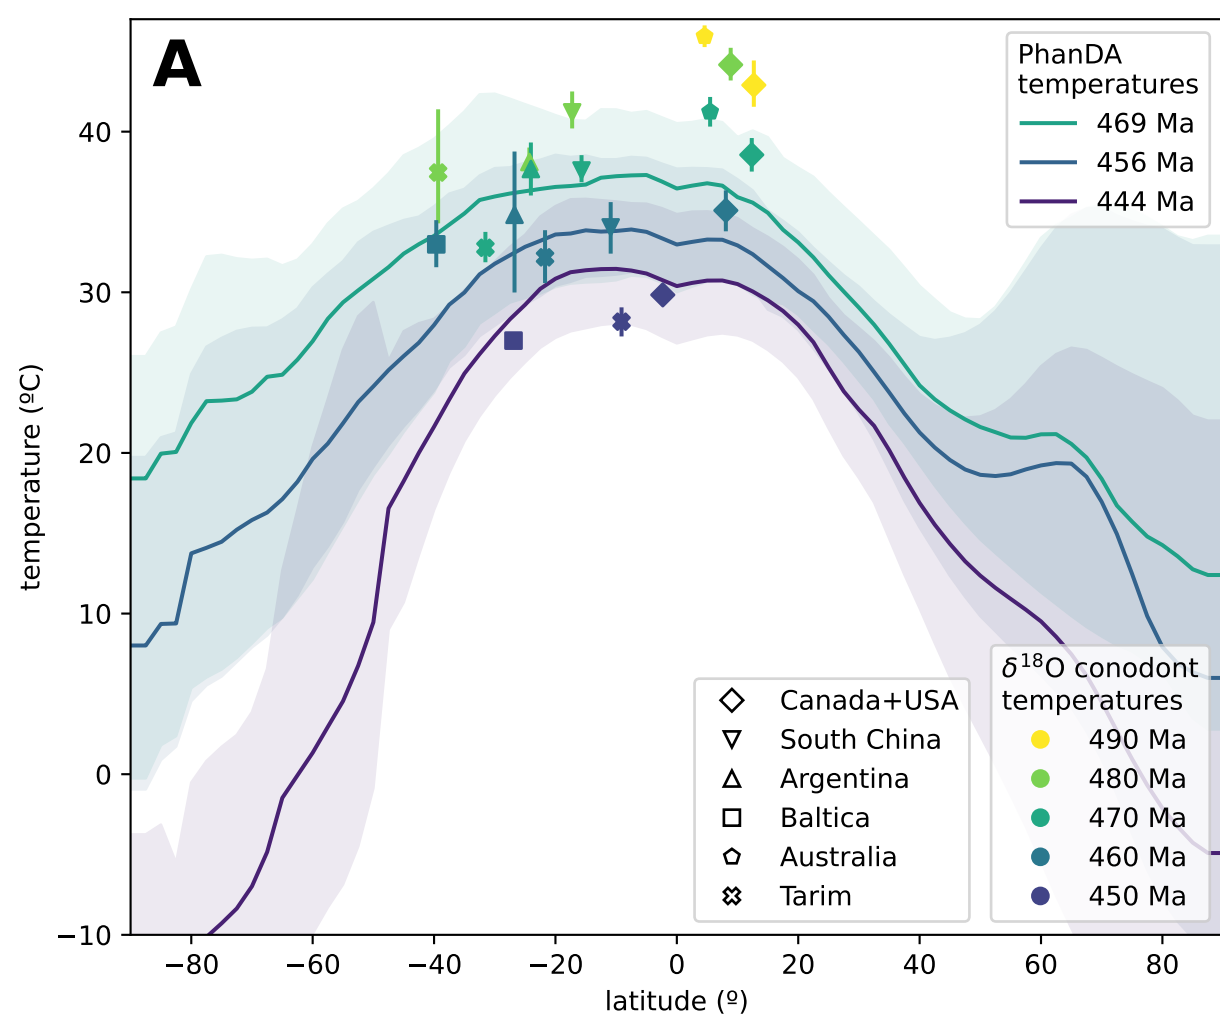 A
PhanDA
temperatures
469 Ma
456 Ma
444 Ma
temperature (ºC)
40
30
20
10
0
−10
Canada+USA
South China
Argentina
Baltica
Australia
Tarim
δ¹⁸O conodont
temperatures
490 Ma
480 Ma
470 Ma
460 Ma
450 Ma
−80 −60 −40 −20 0 20 40 60 80
latitude (º)